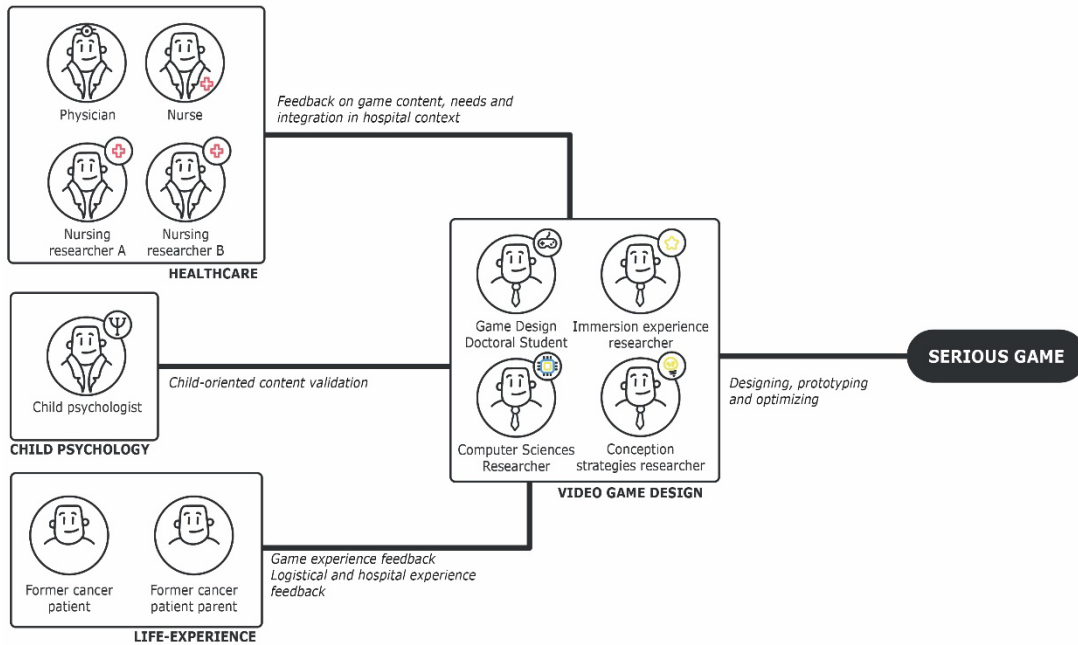 Physician
Nurse
Nursing
researcher A
Nursing
researcher B
HEALTHCARE
Feedback on game content, needs and
integration in hospital context
Child psychologist
CHILD PSYCHOLOGY
Child-oriented content validation
Former cancer
patient
Former cancer
patient parent
LIFE-EXPERIENCE
Game experience feedback
Logistical and hospital experience
feedback
Game Design
Doctoral Student
Immersion experience
researcher
Computer Sciences
Researcher
Conception
strategies researcher
VIDEO GAME DESIGN
Designing, prototyping
and optimizing
SERIOUS GAME